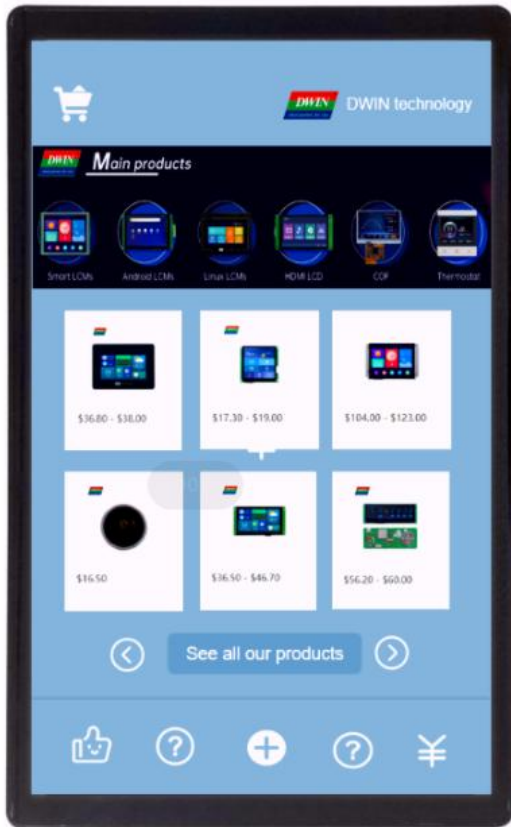 DWIN
DWIN technology
DWIN
Main products
Smart LCMs
Android LCMs
Linux LCMs
HDMI LCD
COF
Thermostat
$36.80 - $38.00
$17.30 - $19.00
$104.00 - $123.00
$16.50
$36.50 - $46.70
$56.20 - $60.00
See all our products